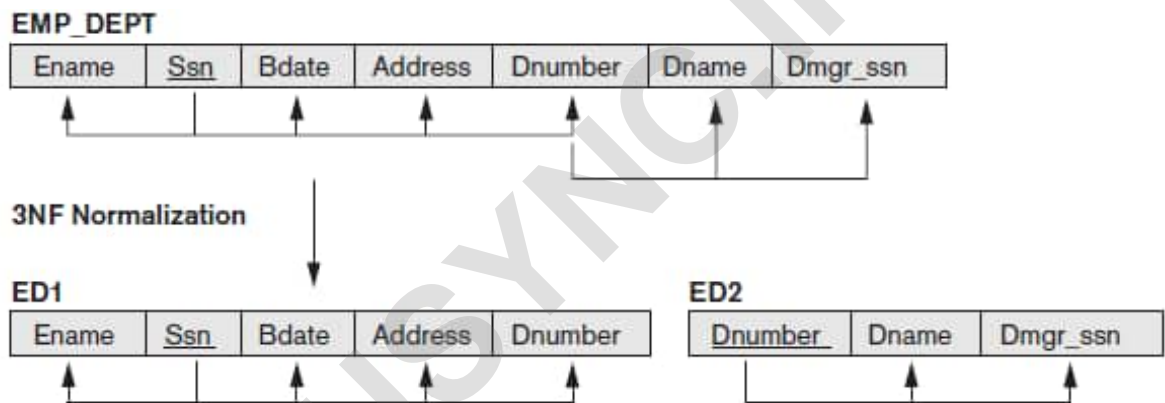 EMP_DEPT
Ename Ssn Bdate Address Dnumber Dname Dmgr_ssn
3NF Normalization
ED1
Ename Ssn Bdate Address Dnumber
ED2
Dnumber Dname Dmgr_ssn